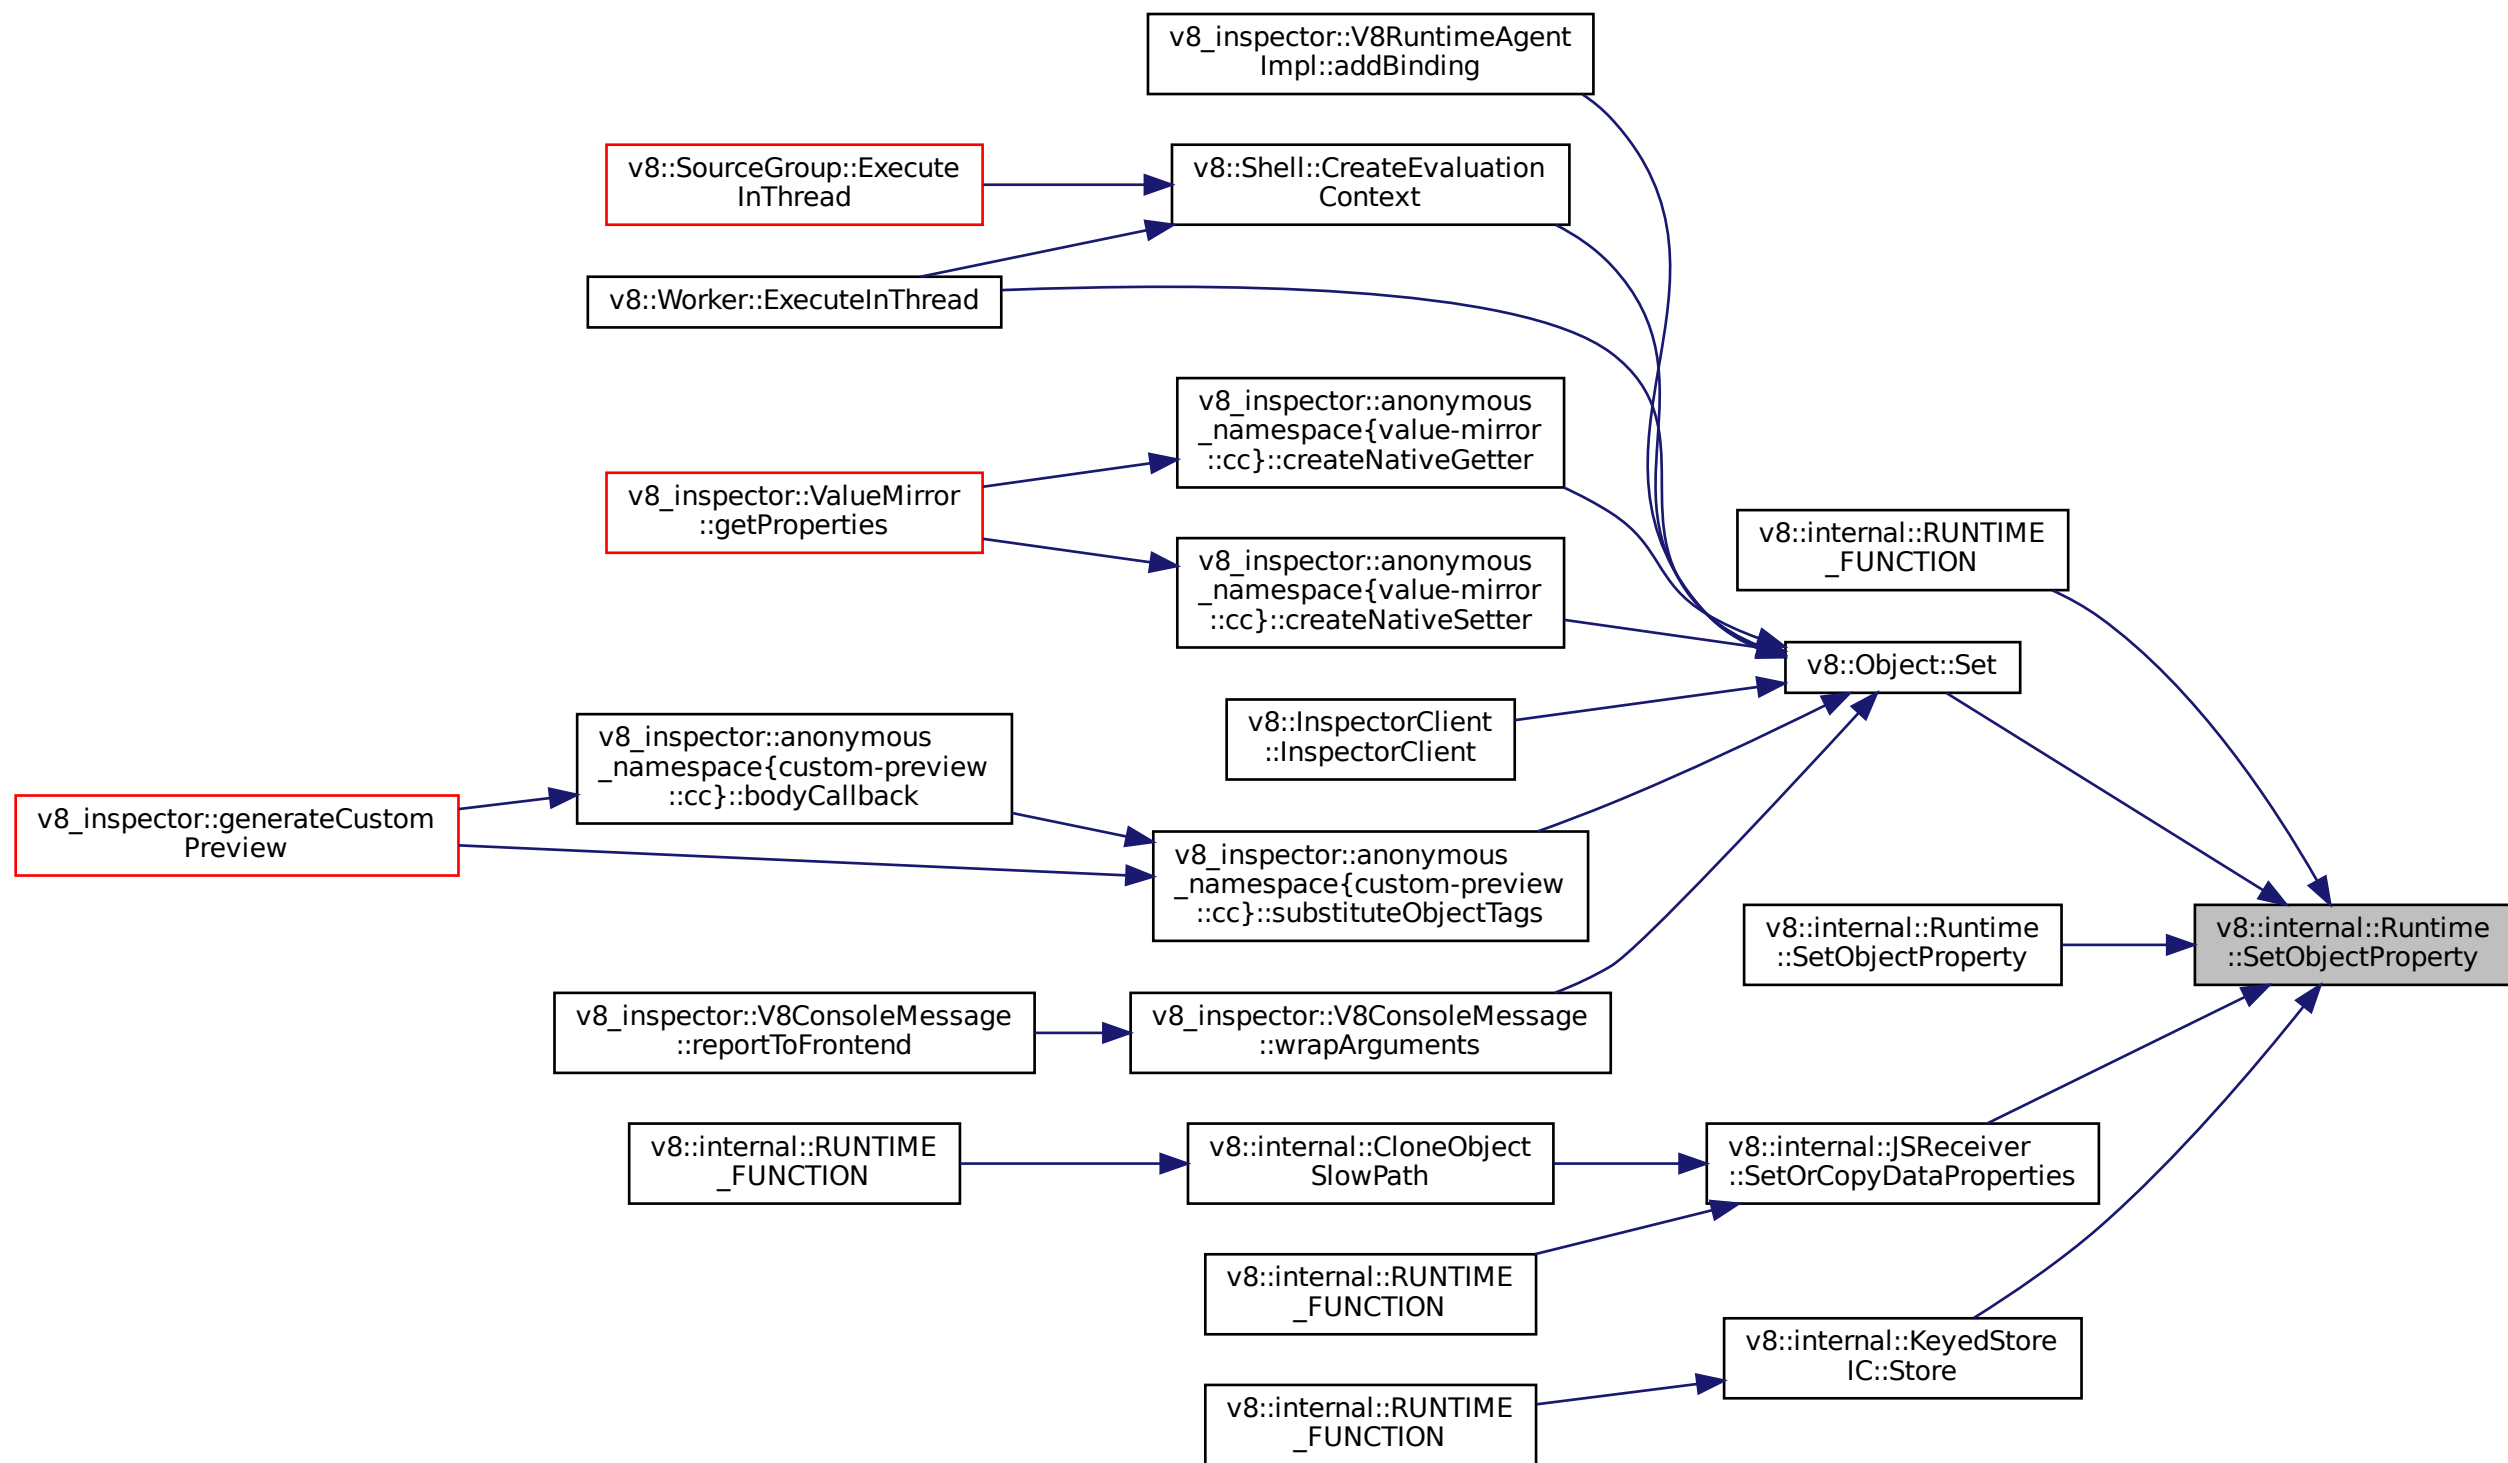 v8_inspector::V8RuntimeAgent
Impl::addBinding
v8::SourceGroup::Execute
InThread
v8::Shell::CreateEvaluation
Context
v8::Worker::ExecuteInThread
v8_inspector::anonymous
_namespace{value-mirror
::cc}::createNativeGetter
v8_inspector::ValueMirror
::getProperties
v8_inspector::anonymous
_namespace{value-mirror
::cc}::createNativeSetter
v8::internal::RUNTIME
_FUNCTION
v8::Object::Set
v8::InspectorClient
::InspectorClient
v8_inspector::anonymous
_namespace{custom-preview
::cc}::bodyCallback
v8_inspector::generateCustom
Preview
v8_inspector::anonymous
_namespace{custom-preview
::cc}::substituteObjectTags
v8::internal::Runtime
::SetObjectProperty
v8::internal::Runtime
::SetObjectProperty
v8_inspector::V8ConsoleMessage
::reportToFrontend
v8_inspector::V8ConsoleMessage
::wrapArguments
v8::internal::RUNTIME
_FUNCTION
v8::internal::CloneObject
SlowPath
v8::internal::JSReceiver
::SetOrCopyDataProperties
v8::internal::RUNTIME
_FUNCTION
v8::internal::KeyedStore
IC::Store
v8::internal::RUNTIME
_FUNCTION